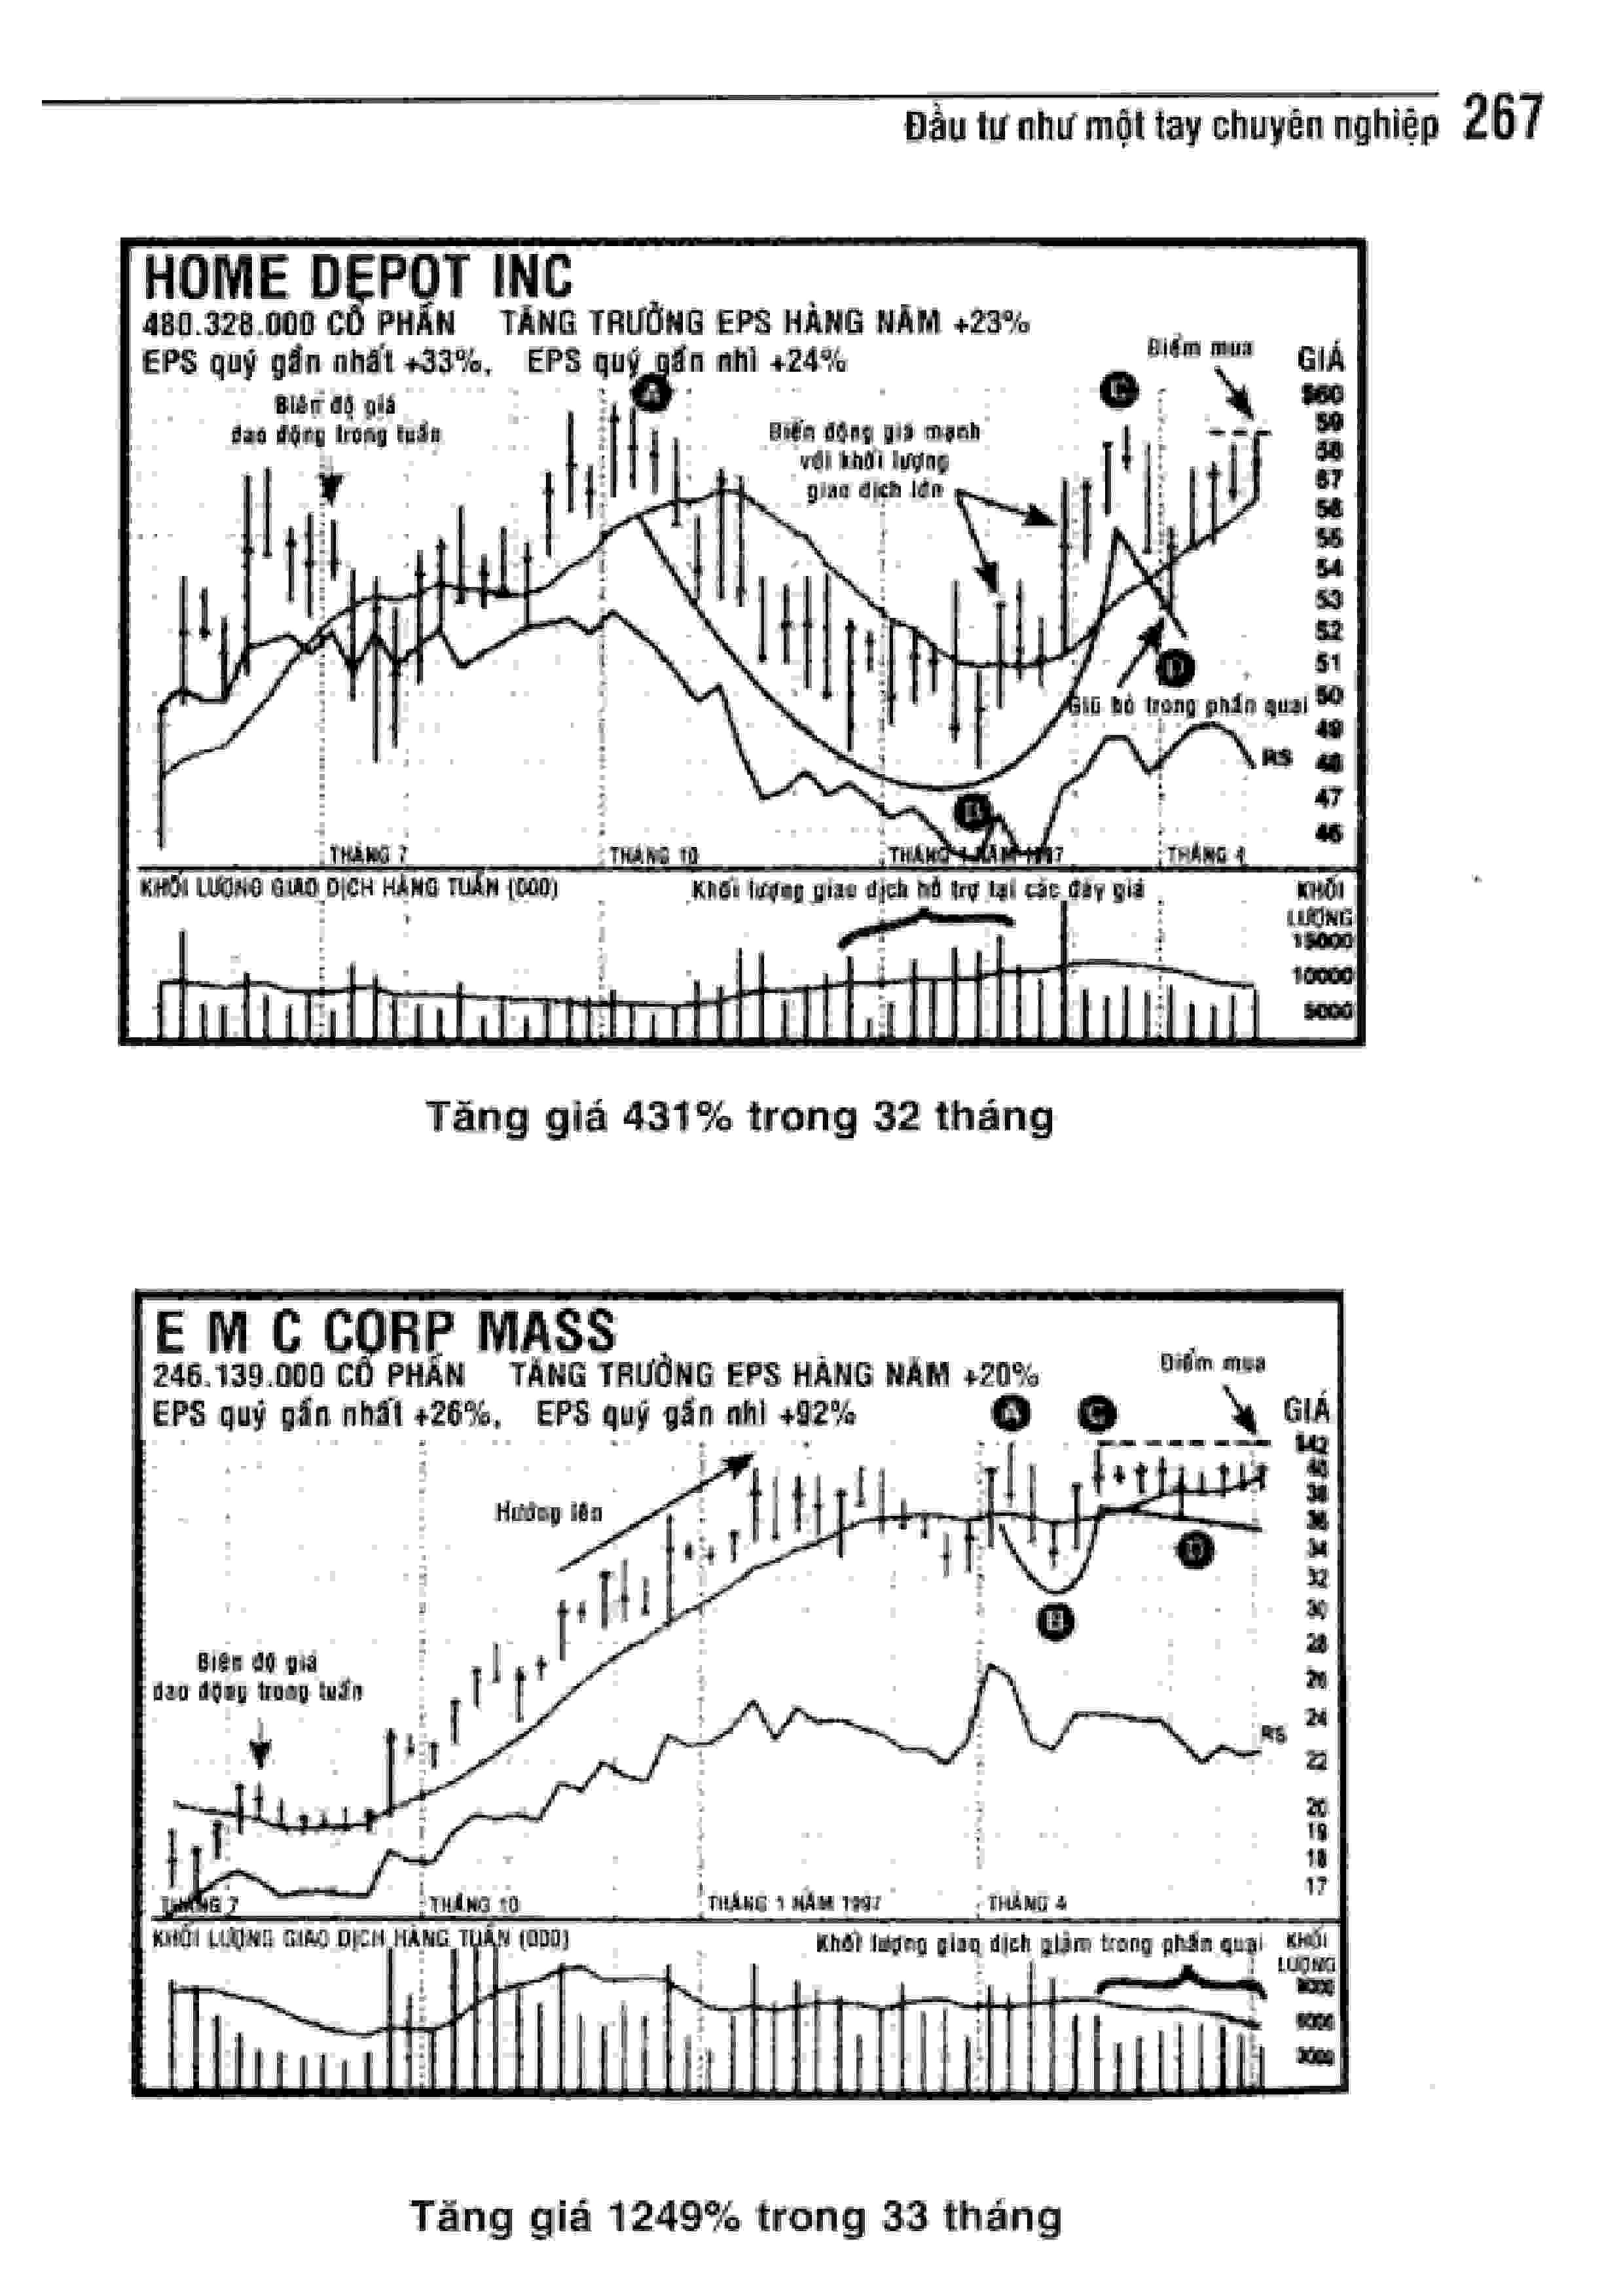 Đầu tư như một tay chuyên nghiệp 267
HOME DEPOT INC
480.328.000 CỔ PHẦN TĂNG TRƯỞNG EPS HÀNG NĂM +23%
EPS quý gần nhất +33%, EPS quý gần nhì +24%
Điểm mua
GIÁ
A
C
Biên độ giá
dao động trong tuần
Biến động giá mạnh
với khối lượng
giao dịch lớn
$60
59
58
57
56
55
54
53
52
51
50
49
48
47
46
D
Giũ bỏ trong phần quai
RS
B
THÁNG 7
THÁNG 10
THÁNG 1 NĂM 1997
THÁNG 4
KHỐI LƯỢNG GIAO DỊCH HÀNG TUẦN (000)
Khối lượng giao dịch hỗ trợ tại các đáy giá
KHỐI
LƯỢNG
15000
10000
5000
Tăng giá 431% trong 32 tháng
E M C CORP MASS
246.139.000 CỔ PHẦN TĂNG TRƯỞNG EPS HÀNG NĂM +20%
EPS quý gần nhất +26%, EPS quý gần nhì +92%
Điểm mua
GIÁ
A
C
Hướng lên
$42
40
38
36
34
32
30
28
26
24
22
20
19
18
17
D
B
Biên độ giá
dao động trong tuần
RS
THÁNG 7
THÁNG 10
THÁNG 1 NĂM 1997
THÁNG 4
KHỐI LƯỢNG GIAO DỊCH HÀNG TUẦN (000)
Khối lượng giao dịch giảm trong phần quai
KHỐI
LƯỢNG
Tăng giá 1249% trong 33 tháng